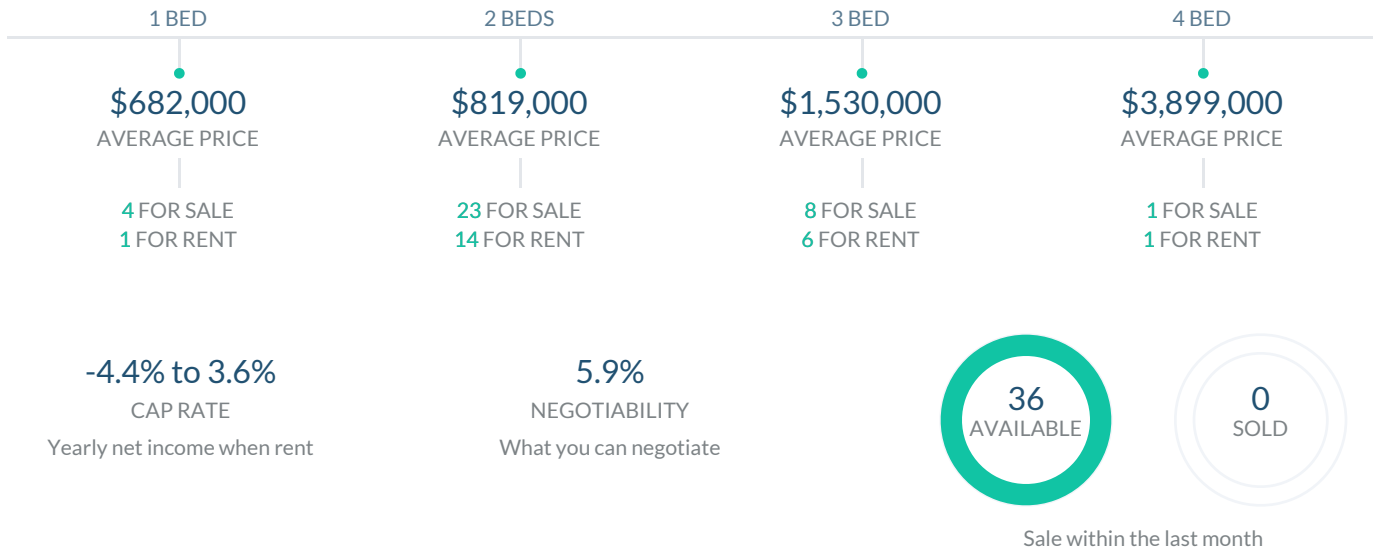 1 BED
$682,000
AVERAGE PRICE
4 FOR SALE
1 FOR RENT
2 BEDS
$819,000
AVERAGE PRICE
23 FOR SALE
14 FOR RENT
3 BED
$1,530,000
AVERAGE PRICE
8 FOR SALE
6 FOR RENT
4 BED
$3,899,000
AVERAGE PRICE
1 FOR SALE
1 FOR RENT
-4.4% to 3.6%
CAP RATE
Yearly net income when rent
5.9%
NEGOTIABILITY
What you can negotiate
36
AVAILABLE
0
SOLD
Sale within the last month